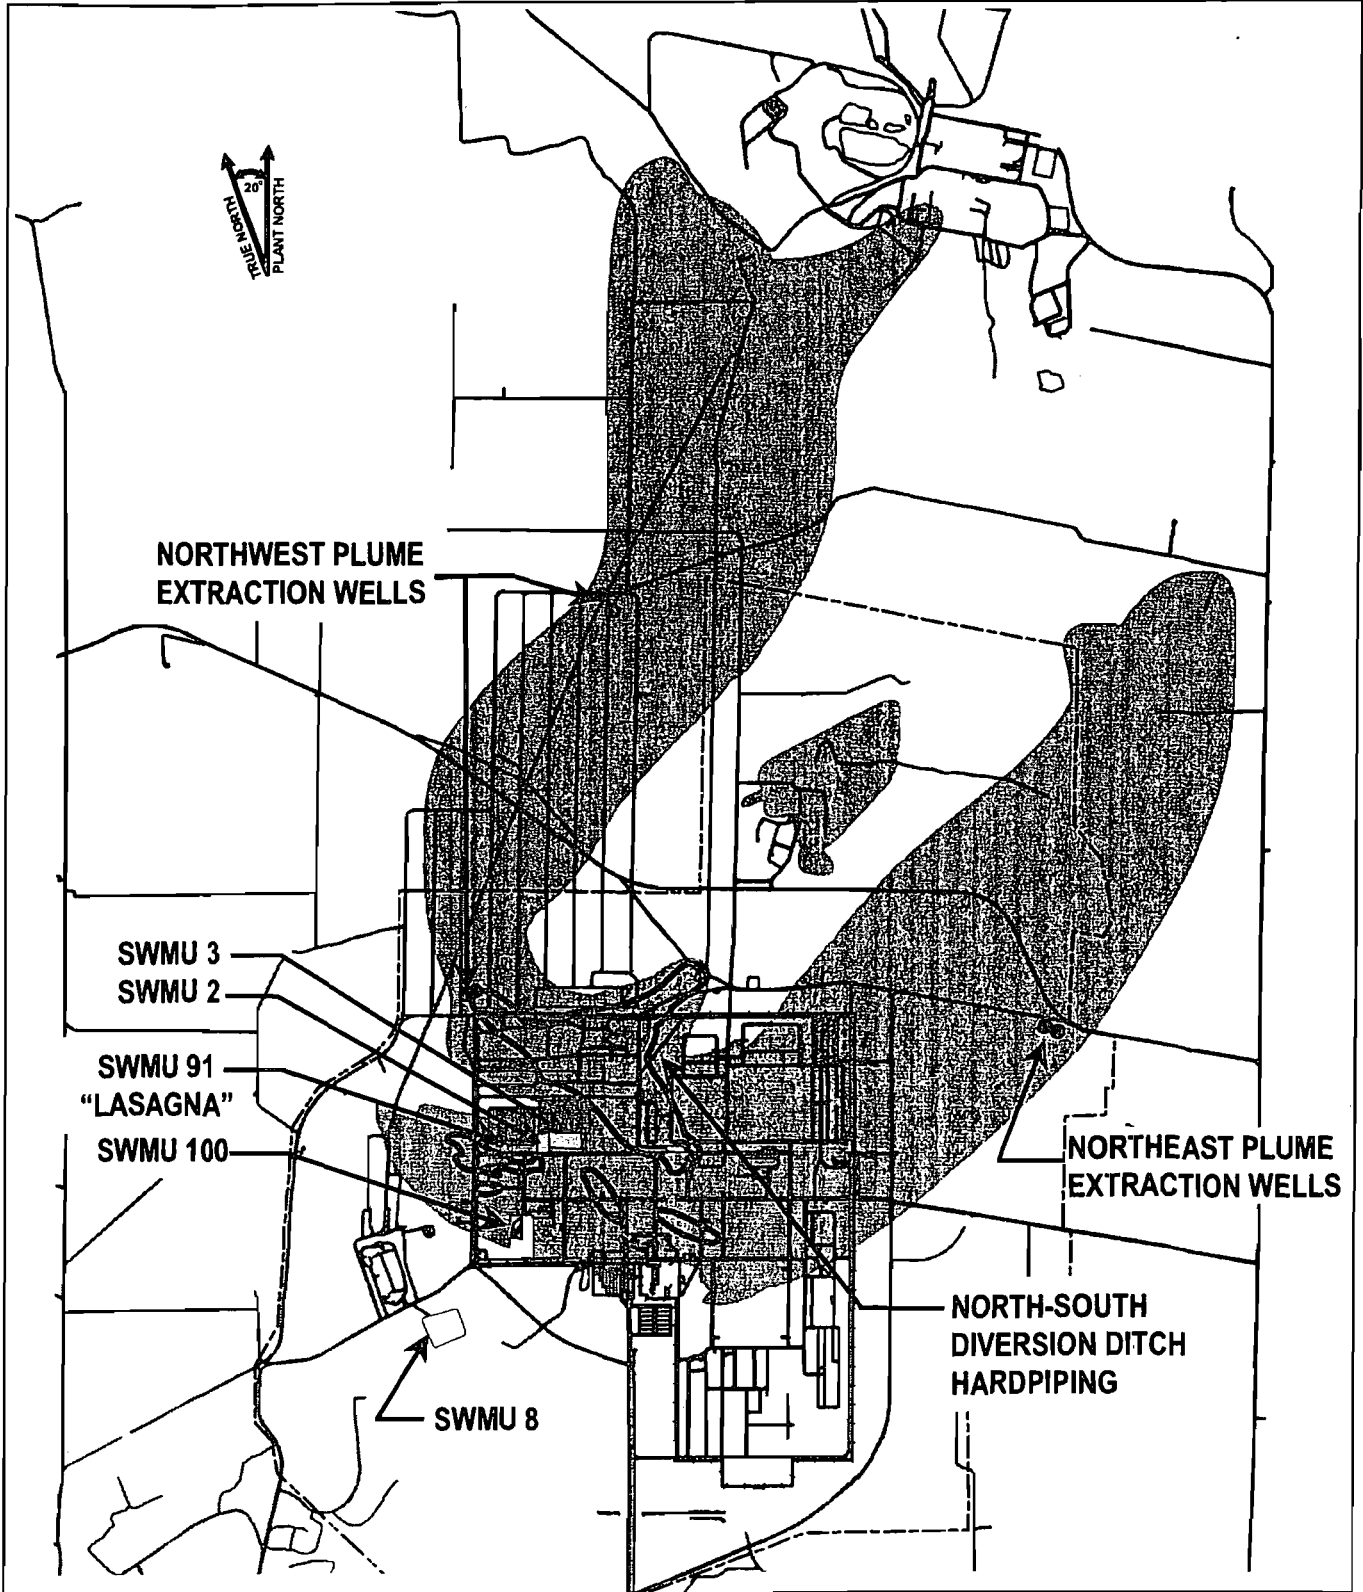 20°
TRUE NORTH
PLANT NORTH
NORTHWEST PLUME
EXTRACTION WELLS
SWMU 3
SWMU 2
SWMU 91
“LASAGNA”
SWMU 100
NORTHEAST PLUME
EXTRACTION WELLS
NORTH-SOUTH
DIVERSION DITCH
HARDPIPING
SWMU 8